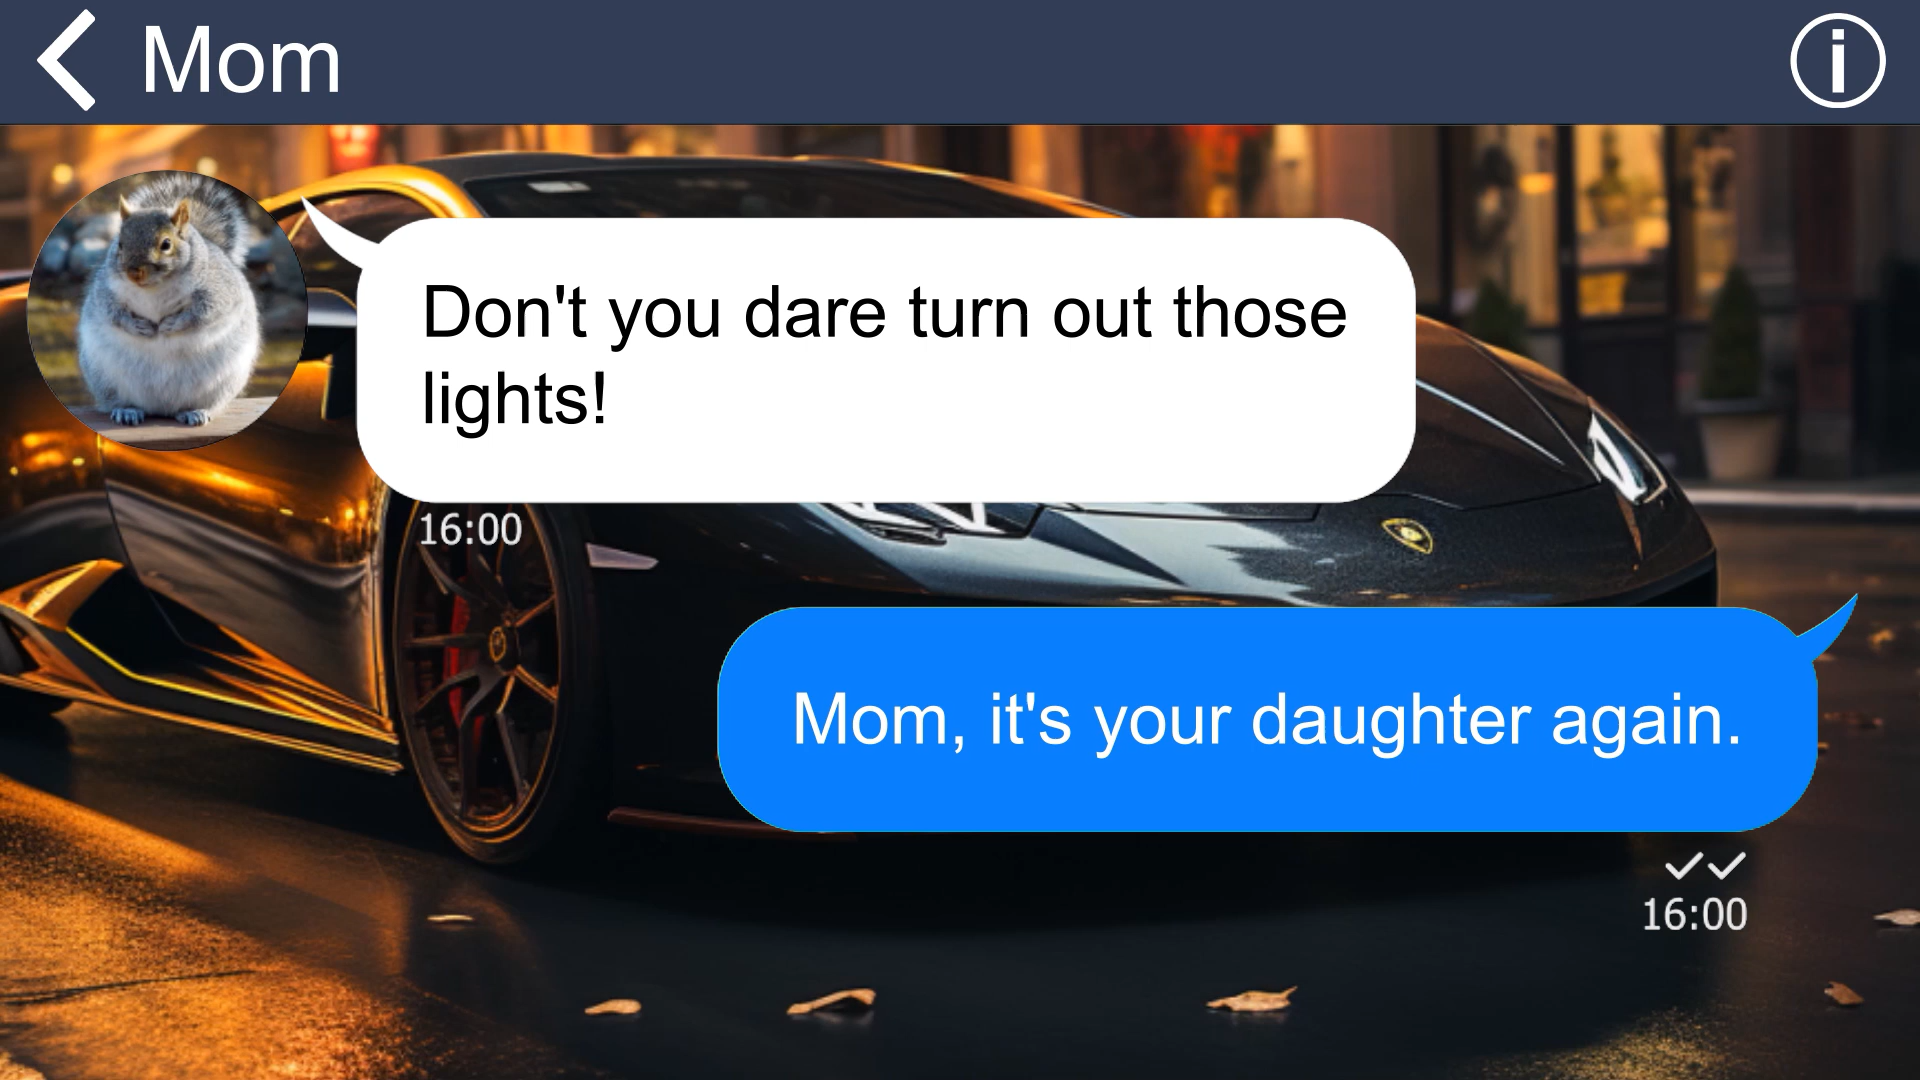 Mom
Don't you dare turn out those
lights!
16:00
Mom, it's your daughter again.
16:00